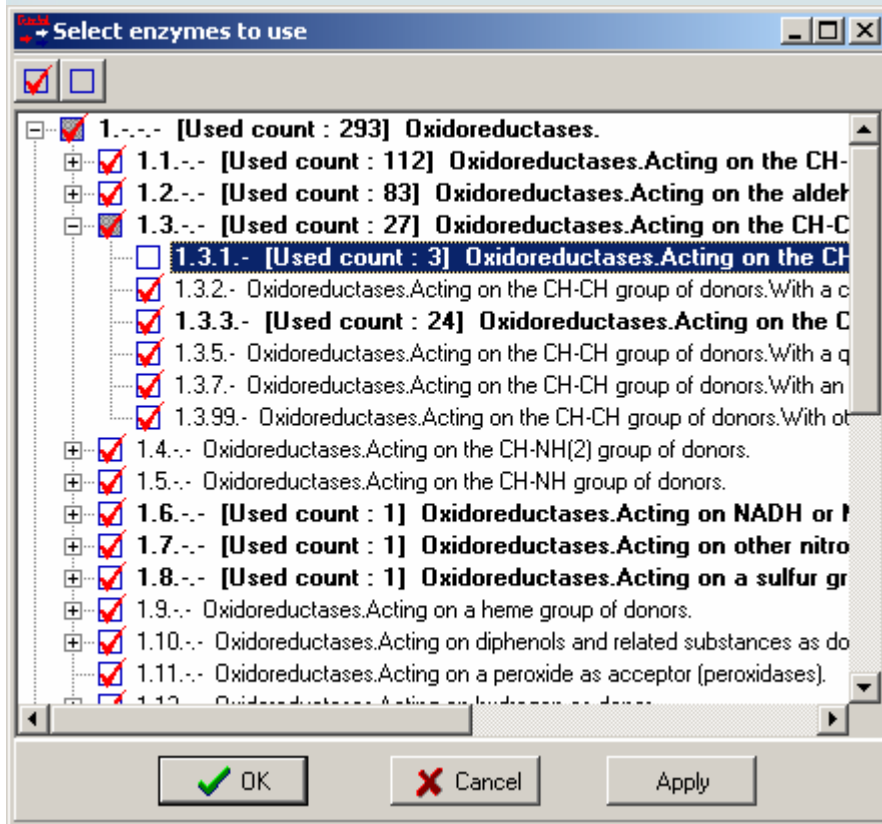 Select enzymes to use
1.-.-.- [Used count : 293] Oxidoreductases.
1.1.-.- [Used count : 112] Oxidoreductases.Acting on the CH-
1.2.-.- [Used count : 83] Oxidoreductases.Acting on the aldeh
1.3.-.- [Used count : 27] Oxidoreductases.Acting on the CH-C
1.3.1.- [Used count : 3] Oxidoreductases.Acting on the CH
1.3.2.- Oxidoreductases.Acting on the CH-CH group of donors.With a c
1.3.3.- [Used count : 24] Oxidoreductases.Acting on the C
1.3.5.- Oxidoreductases.Acting on the CH-CH group of donors.With a q
1.3.7.- Oxidoreductases.Acting on the CH-CH group of donors.With an
1.3.99.- Oxidoreductases.Acting on the CH-CH group of donors.With ot
1.4.-.- Oxidoreductases.Acting on the CH-NH(2) group of donors.
1.5.-.- Oxidoreductases.Acting on the CH-NH group of donors.
1.6.-.- [Used count : 1] Oxidoreductases.Acting on NADH or N
1.7.-.- [Used count : 1] Oxidoreductases.Acting on other nitro
1.8.-.- [Used count : 1] Oxidoreductases.Acting on a sulfur gr
1.9.-.- Oxidoreductases.Acting on a heme group of donors.
1.10.-.- Oxidoreductases.Acting on diphenols and related substances as do
1.11.-.- Oxidoreductases.Acting on a peroxide as acceptor (peroxidases).
OK Cancel Apply